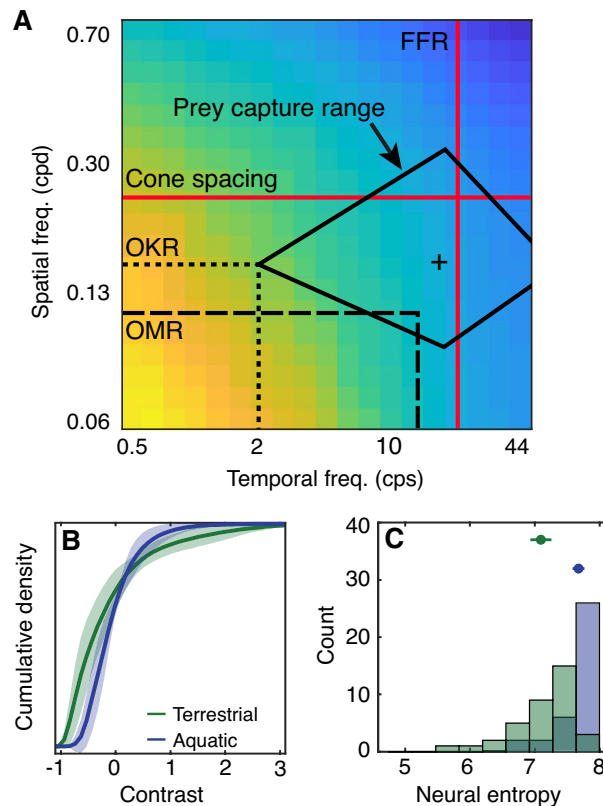 A
0.70
FFR
Prey capture range
0.30
Cone spacing
Spatial freq. (cpd)
OKR
0.13
OMR
+
0.06
0.5 2 10 44
Temporal freq. (cps)
B
Cumulative density
Terrestrial
Aquatic
-1 0 1 2 3
Contrast
C
40
30
20
10
0
Count
5 6 7 8
Neural entropy